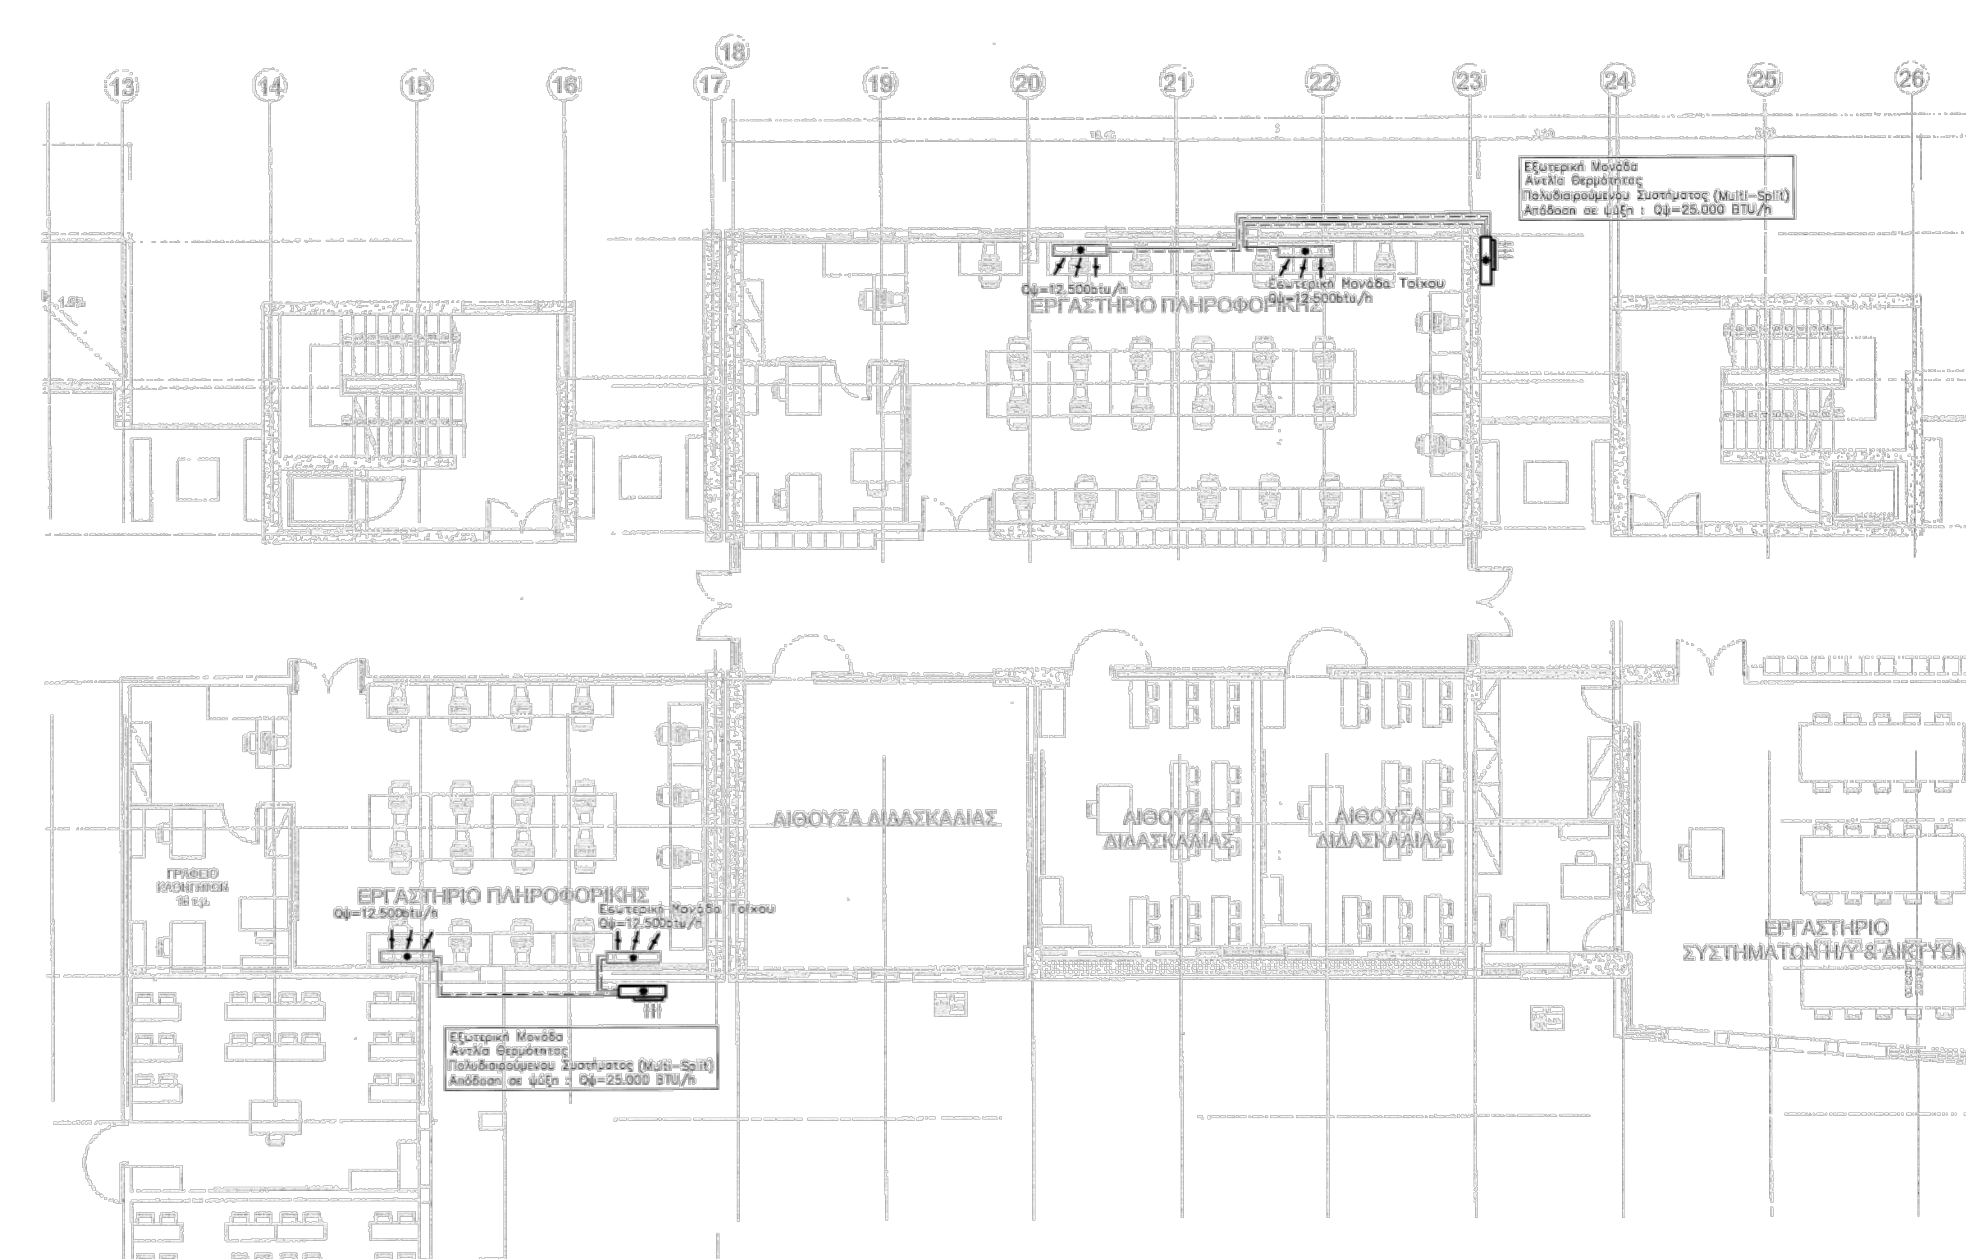 18
13 14 15 16 17 19 20 21 22 23 24 25 26
Εξωτερική Μονάδα
Αντλία Θερμότητας
Πολυδιαιρούμενου Συστήματος (Multi-Split)
Απόδοση σε ψύξη : Qψ=25.000 BTU/h
Qψ=12.500btu/h
Εσωτερική Μονάδα Τοίχου
Qψ=12.500btu/h
ΕΡΓΑΣΤΗΡΙΟ ΠΛΗΡΟΦΟΡΙΚΗΣ
ΑΙΘΟΥΣΑ ΔΙΔΑΣΚΑΛΙΑΣ
ΑΙΘΟΥΣΑ
ΔΙΔΑΣΚΑΛΙΑΣ
ΑΙΘΟΥΣΑ
ΔΙΔΑΣΚΑΛΙΑΣ
ΓΡΑΦΕΙΟ
ΚΑΘΗΓΗΤΩΝ
18 τ.μ.
ΕΡΓΑΣΤΗΡΙΟ ΠΛΗΡΟΦΟΡΙΚΗΣ
Qψ=12.500btu/h
Εσωτερική Μονάδα Τοίχου
Qψ=12.500btu/h
ΕΡΓΑΣΤΗΡΙΟ
ΣΥΣΤΗΜΑΤΩΝ Η/Υ & ΔΙΚΤΥΩΝ
Εξωτερική Μονάδα
Αντλία Θερμότητας
Πολυδιαιρούμενου Συστήματος (Multi-Split)
Απόδοση σε ψύξη : Qψ=25.000 BTU/h